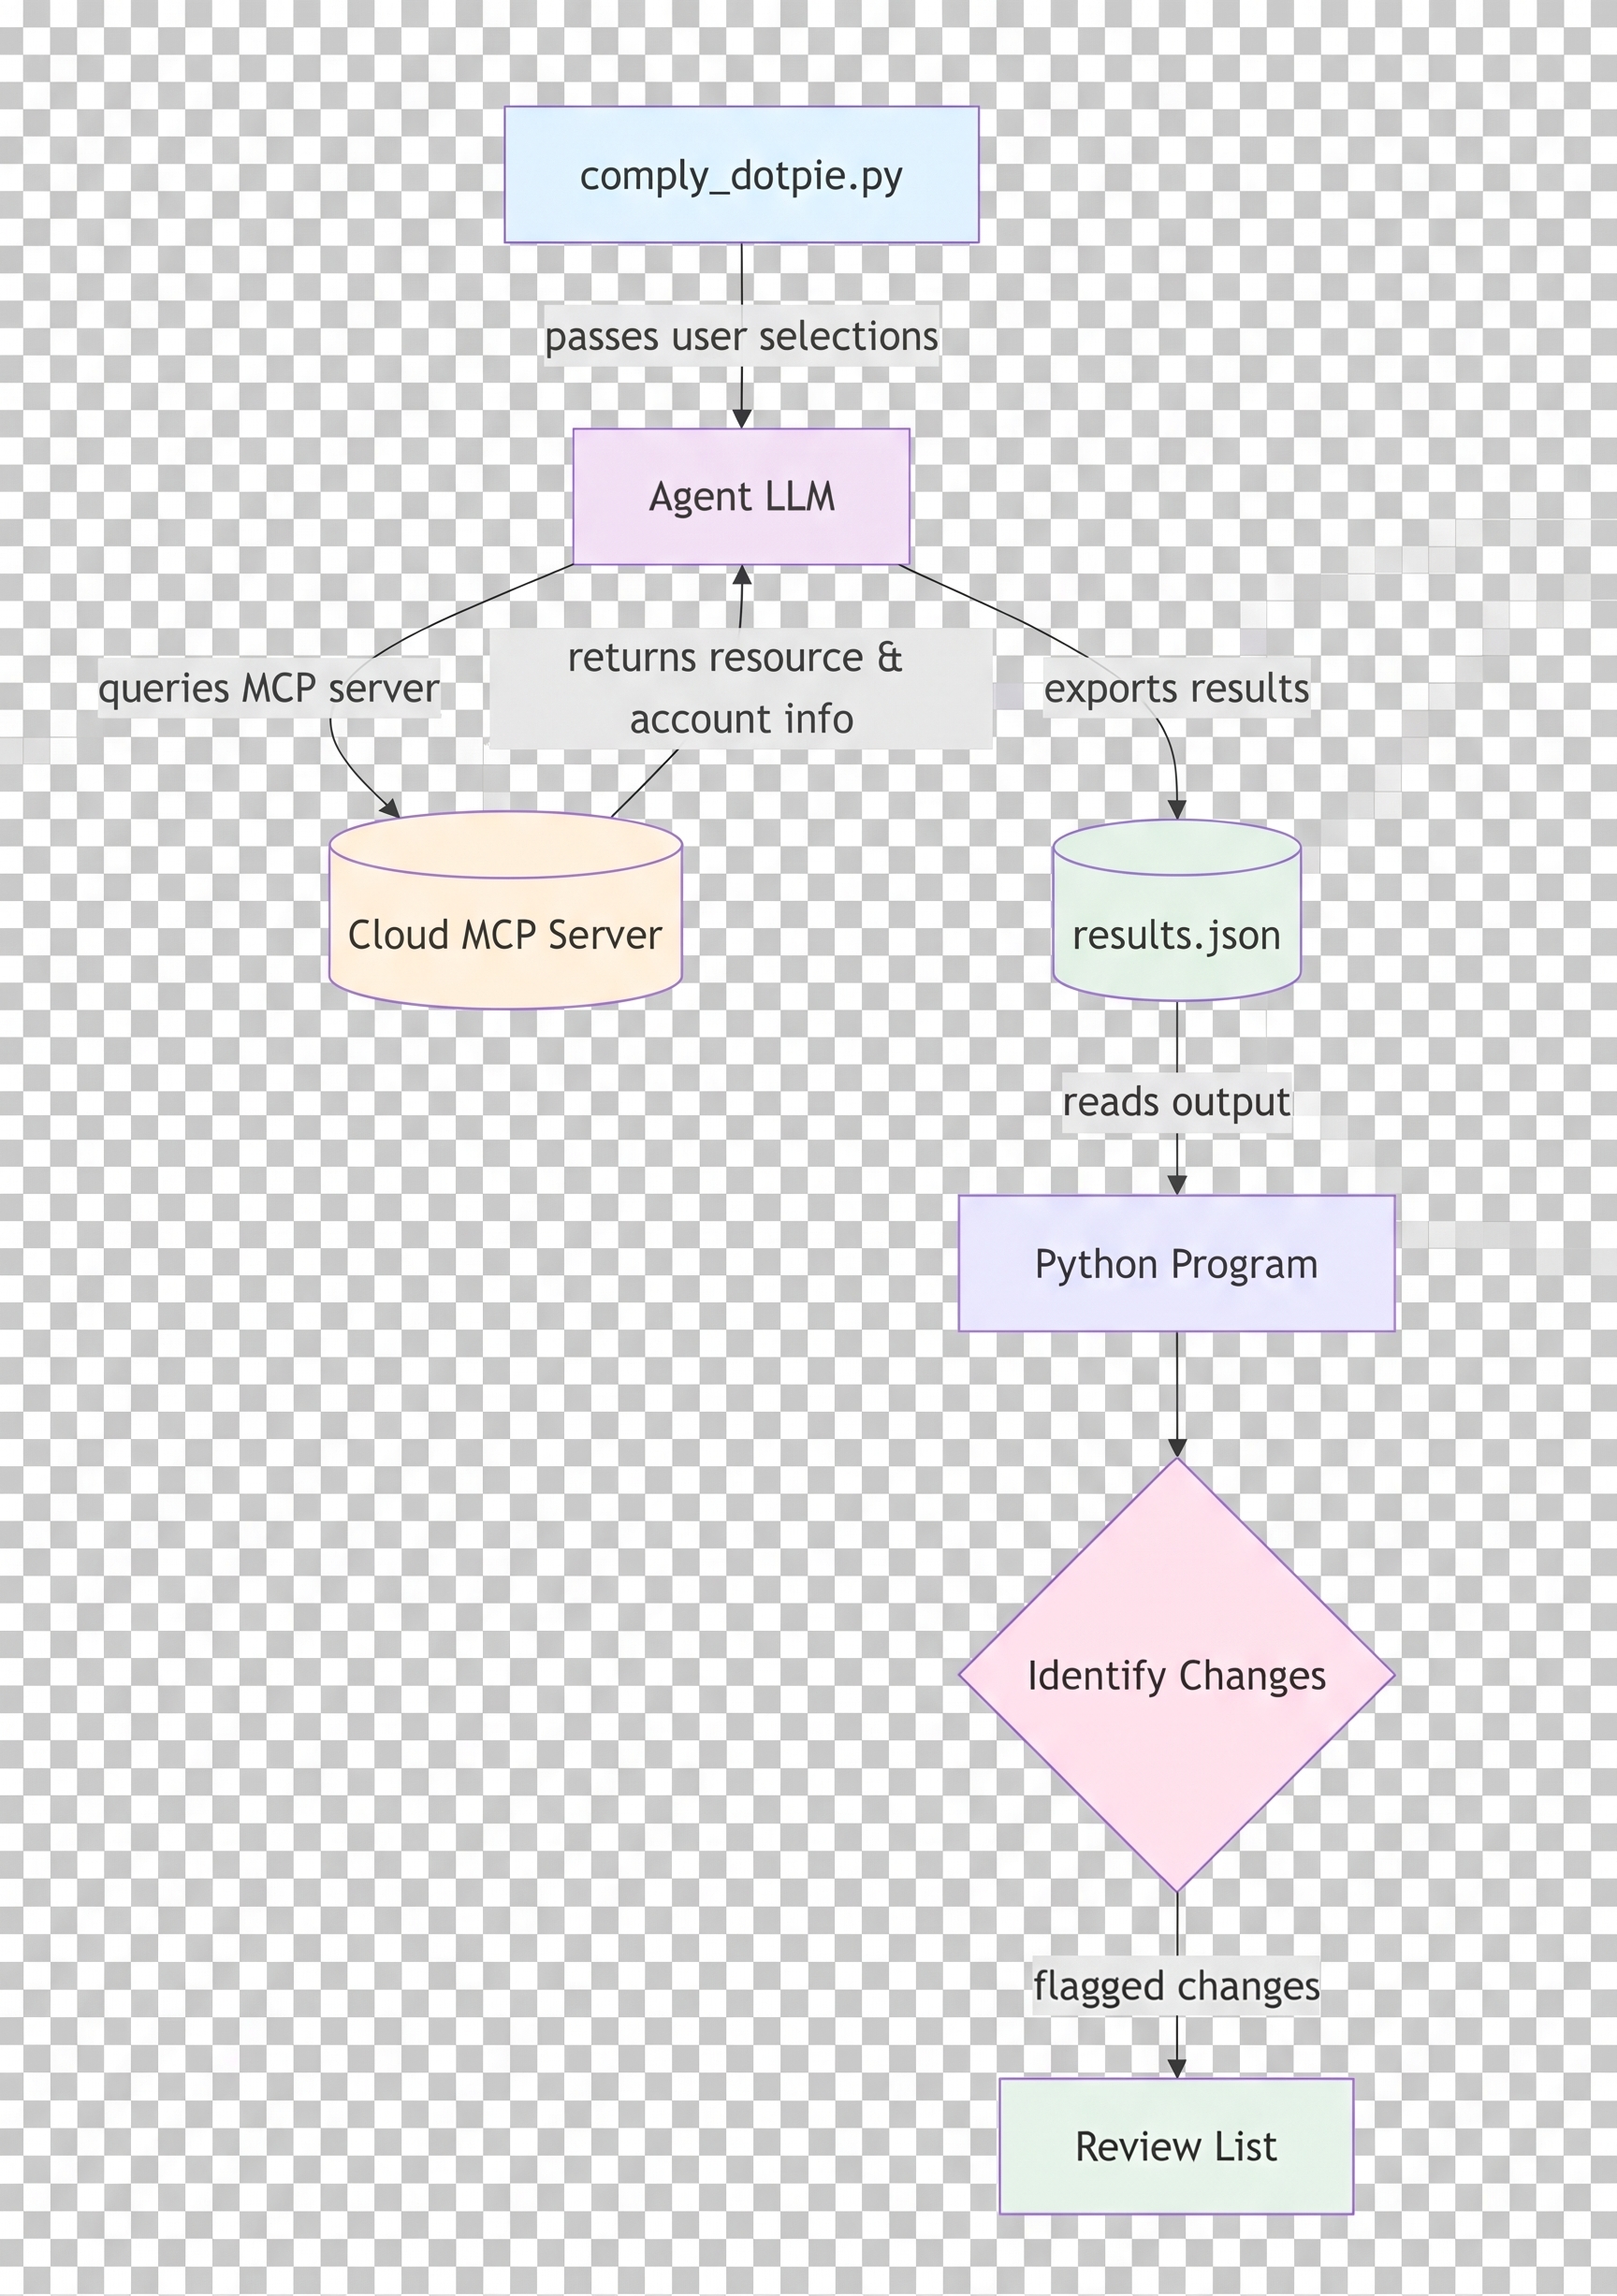 comply_dotpie.py
passes user selections
Agent LLM
queries MCP server
returns resource &
account info
exports results
Cloud MCP Server
results.json
reads output
Python Program
Identify Changes
flagged changes
Review List